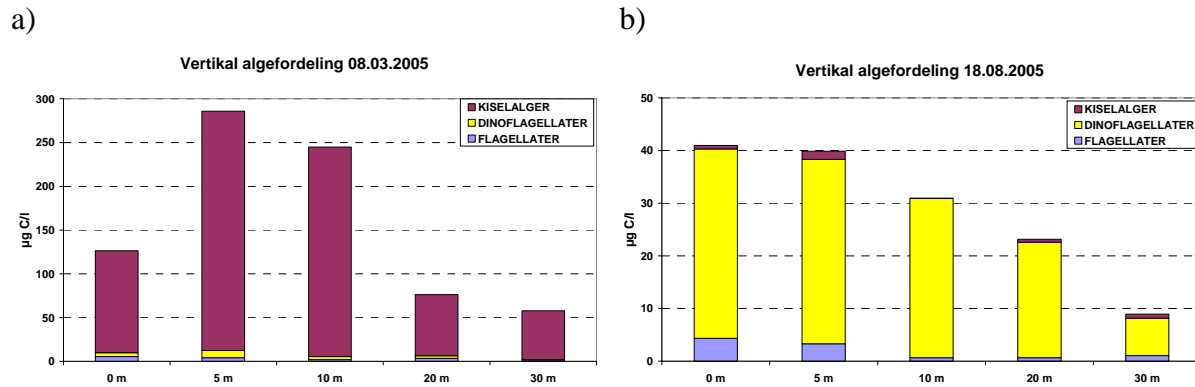 a)
Vertikal algefordeling 08.03.2005
300
250
200
150
100
50
0
µg C/l
KISELALGER
DINOFLAGELLATER
FLAGELLATER
0 m 5 m 10 m 20 m 30 m
b)
Vertikal algefordeling 18.08.2005
50
40
30
20
10
0
µg C/l
KISELALGER
DINOFLAGELLATER
FLAGELLATER
0 m 5 m 10 m 20 m 30 m